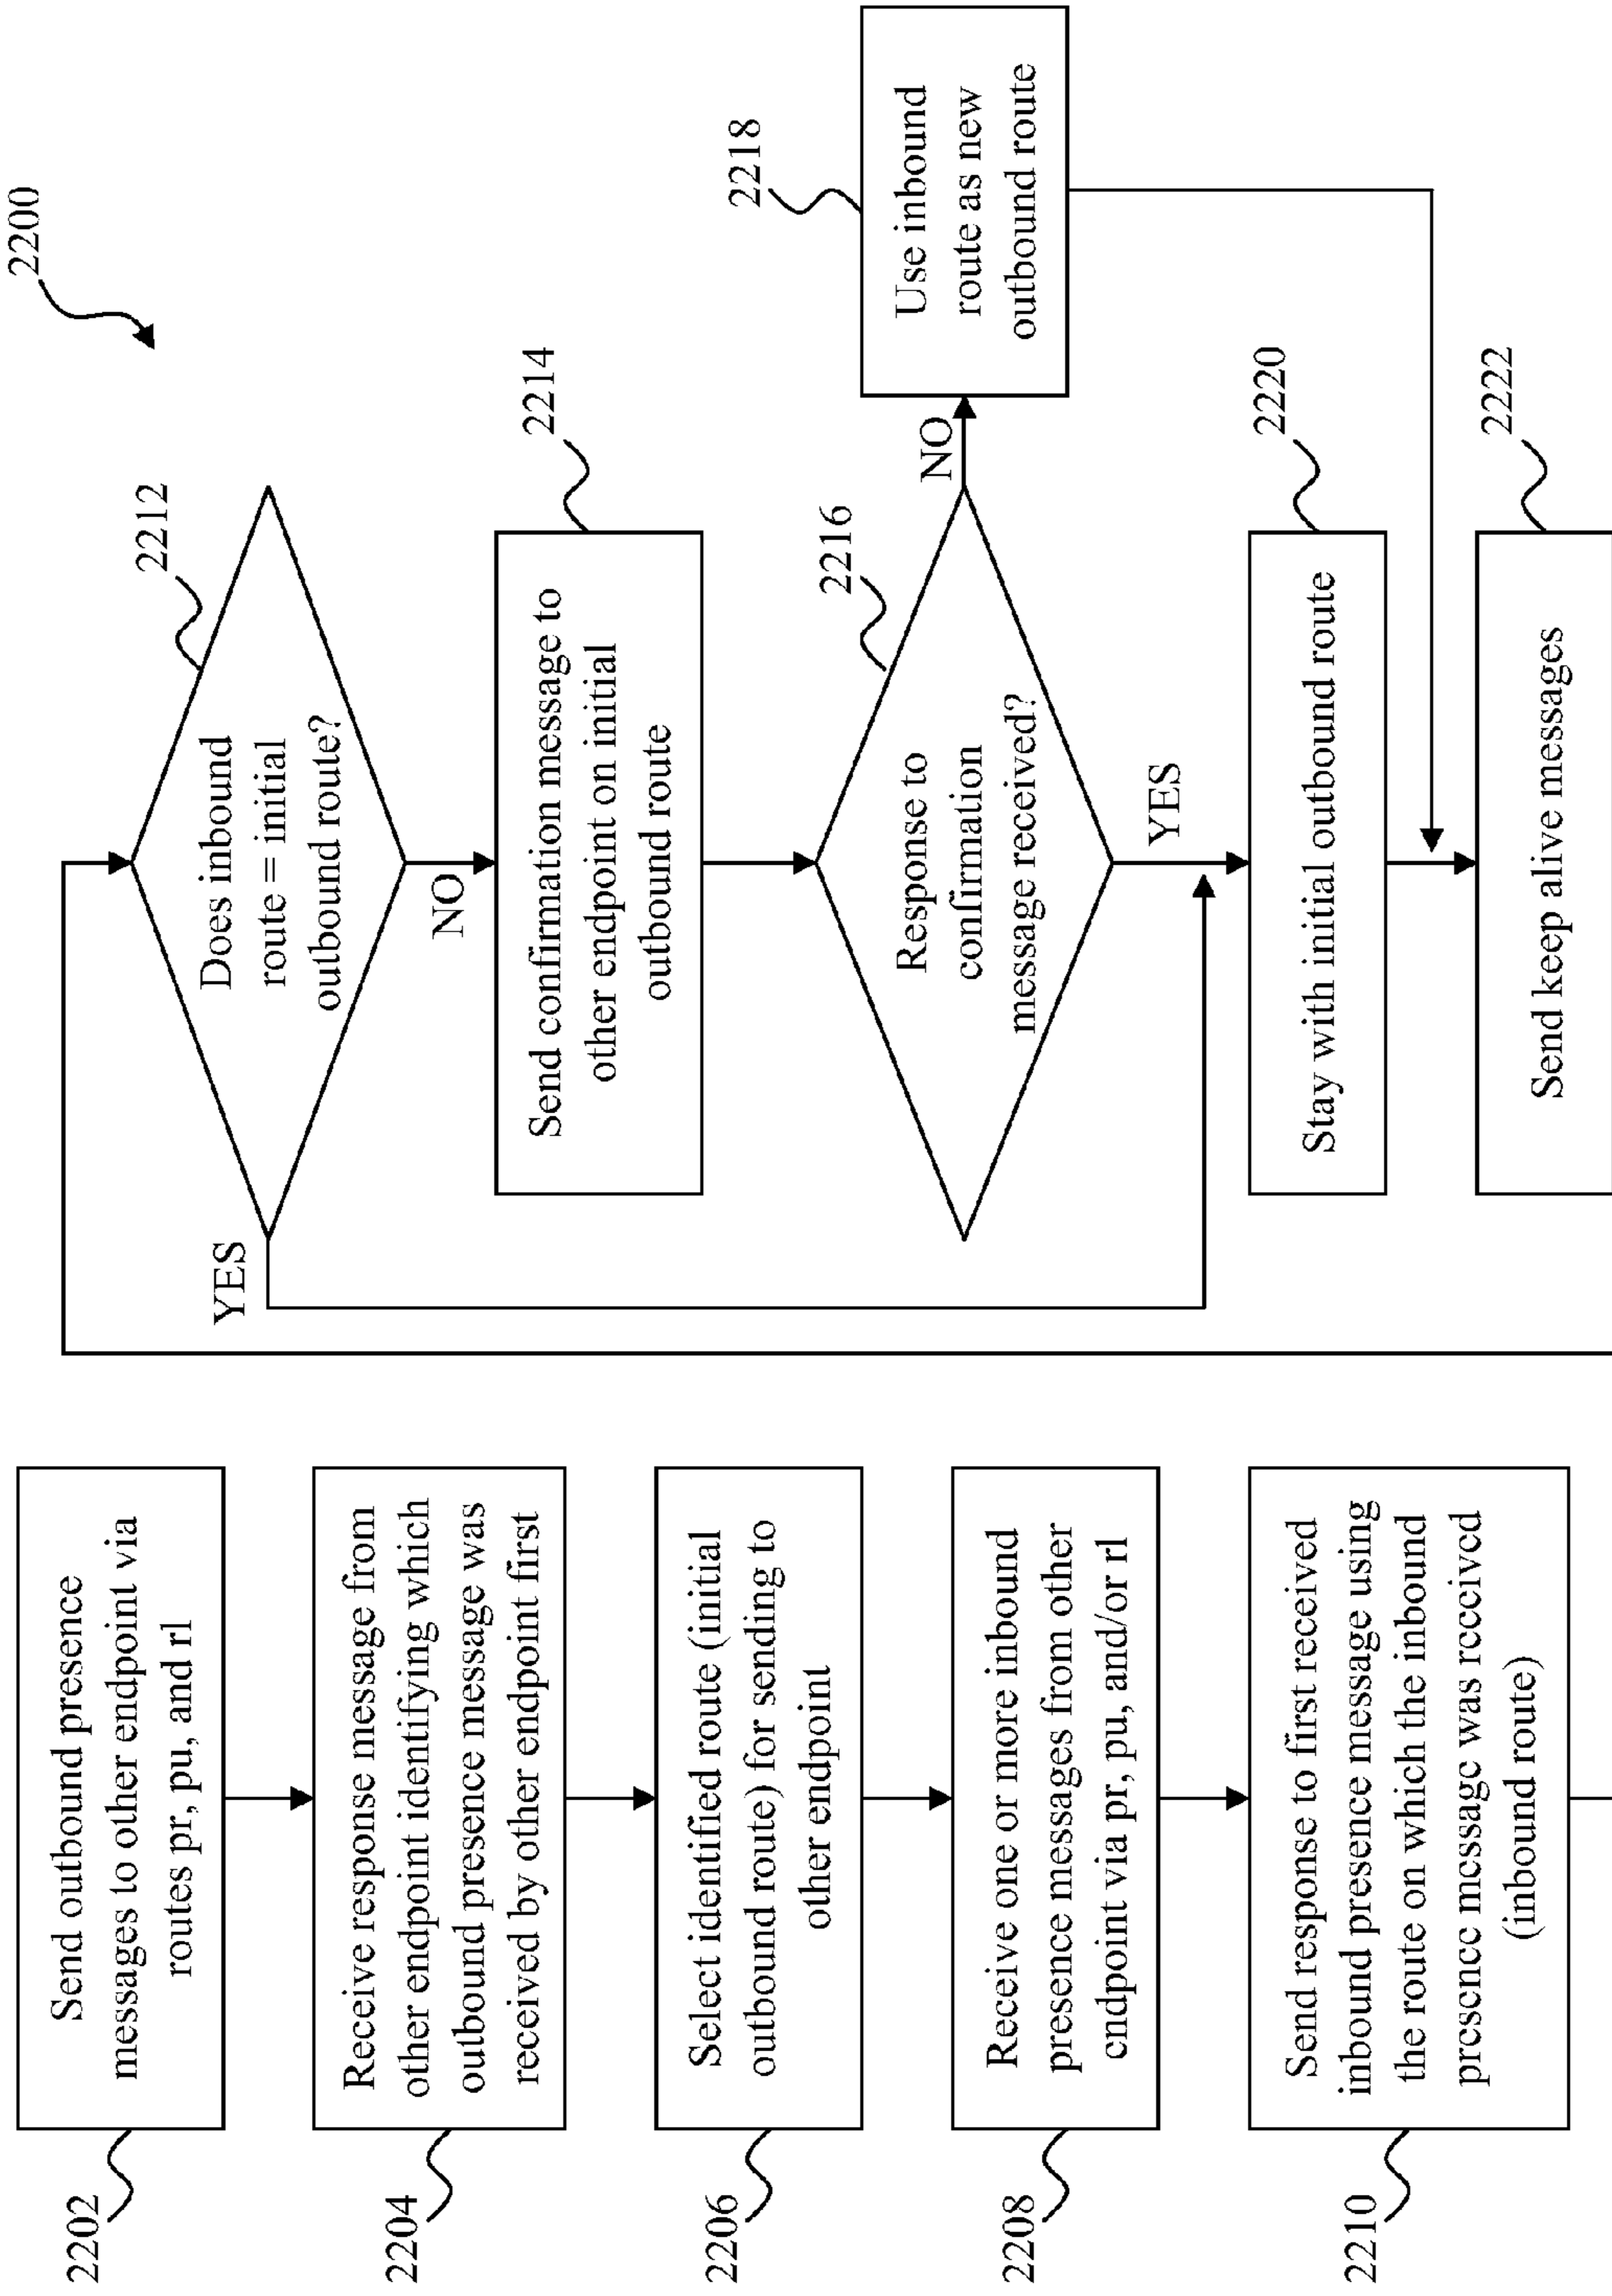 2200
2202
Send outbound presence
messages to other endpoint via
routes pr, pu, and rl
2204
Receive response message from
other endpoint identifying which
outbound presence message was
received by other endpoint first
2206
Select identified route (initial
outbound route) for sending to
other endpoint
2208
Receive one or more inbound
presence messages from other
endpoint via pr, pu, and/or rl
2210
Send response to first received
inbound presence message using
the route on which the inbound
presence message was received
(inbound route)
2212
Does inbound
route = initial
outbound route?
YES
NO
2214
Send confirmation message to
other endpoint on initial
outbound route
2216
Response to
confirmation
message received?
NO
YES
2218
Use inbound
route as new
outbound route
2220
Stay with initial outbound route
2222
Send keep alive messages